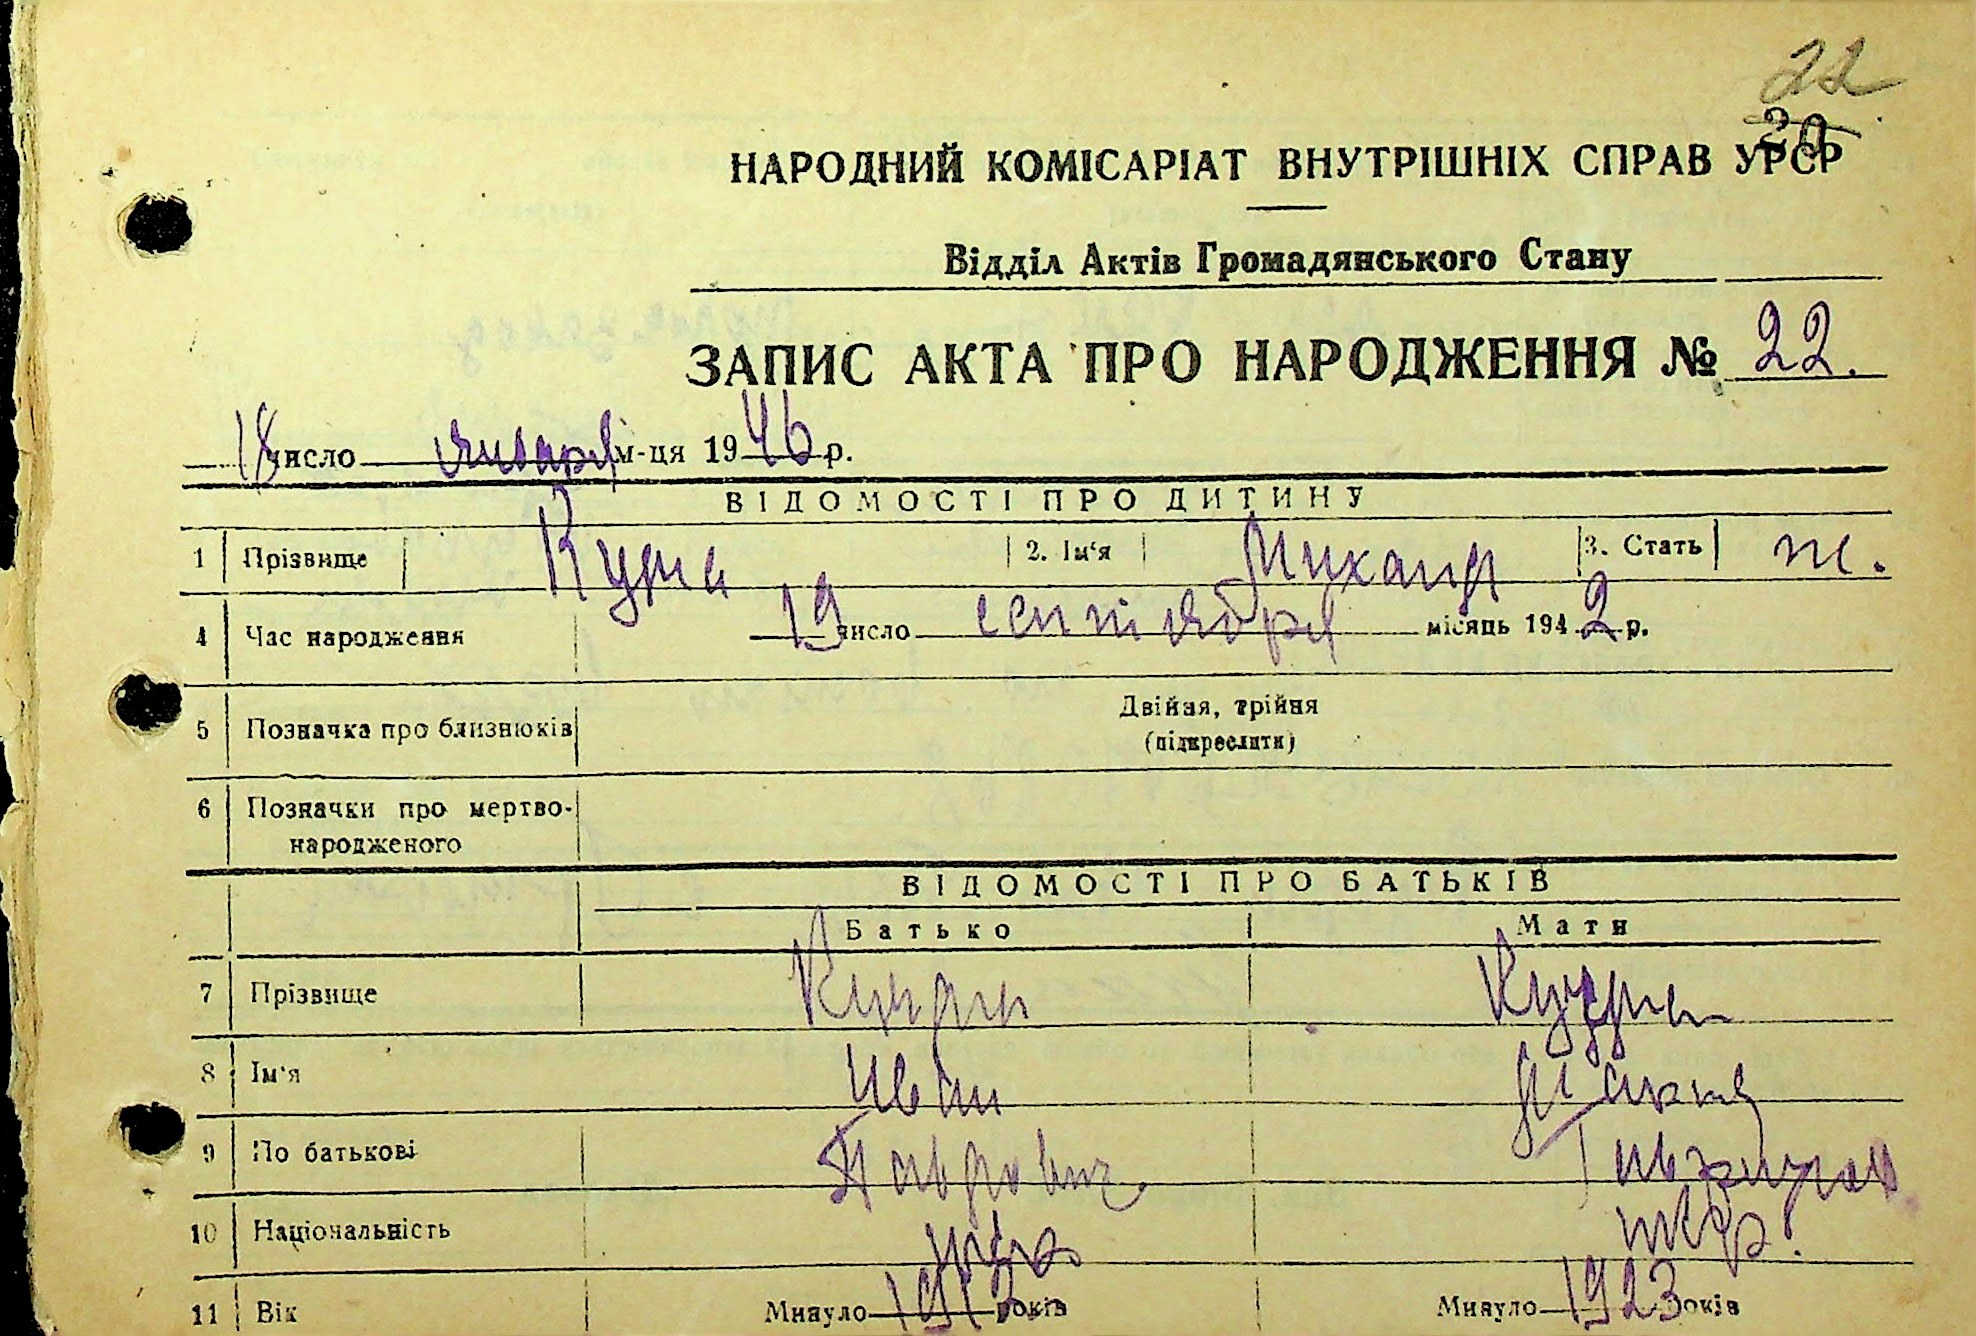 22
20
НАРОДНИЙ КОМІСАРІАТ ВНУТРІШНІХ СПРАВ УРСР
Відділ Актів Громадянського Стану
ЗАПИС АКТА ПРО НАРОДЖЕННЯ № 22.
18 число января м-ця 1946 р.
ВІДОМОСТІ ПРО ДИТИНУ
1 Прізвище 2. Ім'я 3. Стать
4 Час народження 19 число сентября місяць 1942 р.
5 Позначка про близнюків Двійня, трійня
(підкреслити)
6 Позначки про мертво-
народженого
ВІДОМОСТІ ПРО БАТЬКІВ
Батько Мати
7 Прізвище
8 Ім'я Иван
9 По батькові
10 Національність укр.
11 Вік Минуло років Минуло 1923 років